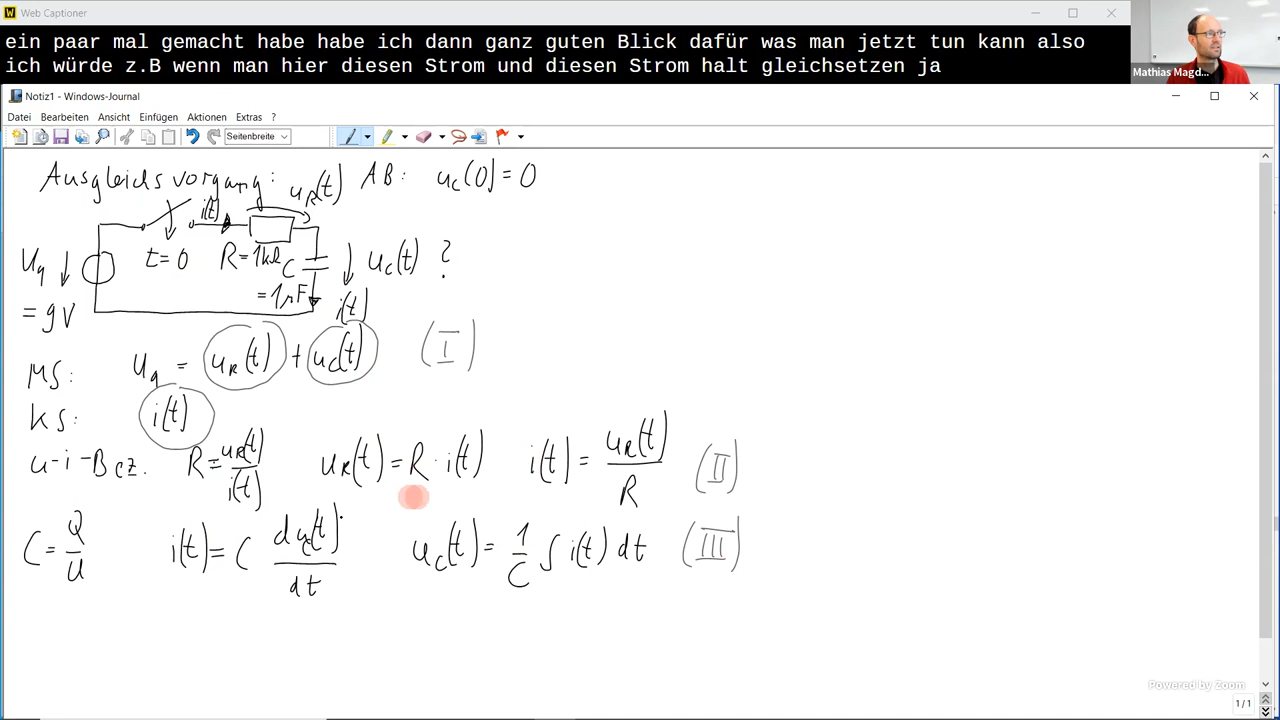 Web Captioner
ein paar mal gemacht habe habe ich dann ganz guten Blick dafür was man jetzt tun kann also
ich würde z.B wenn man hier diesen Strom und diesen Strom halt gleichsetzen ja
Mathias Magd...
Notiz1 - Windows-Journal
Datei Bearbeiten Ansicht Einfügen Aktionen Extras ?
Seitenbreite
Ausgleichsvorgang: u_R(t) AB: u_C(0) = 0
i(t)
U_q t=0 R=1kΩ C u_C(t) ?
= 9V =1µF i(t)
MS: U_q = u_R(t) + u_C(t) (I)
KS: i(t)
u-i-Bez. R = u_R(t)/i(t) u_R(t) = R · i(t) i(t) = u_R(t)/R (II)
C = Q/U i(t) = C du_C(t)/dt u_C(t) = 1/C ∫ i(t) dt (III)
Powered by Zoom
1/1